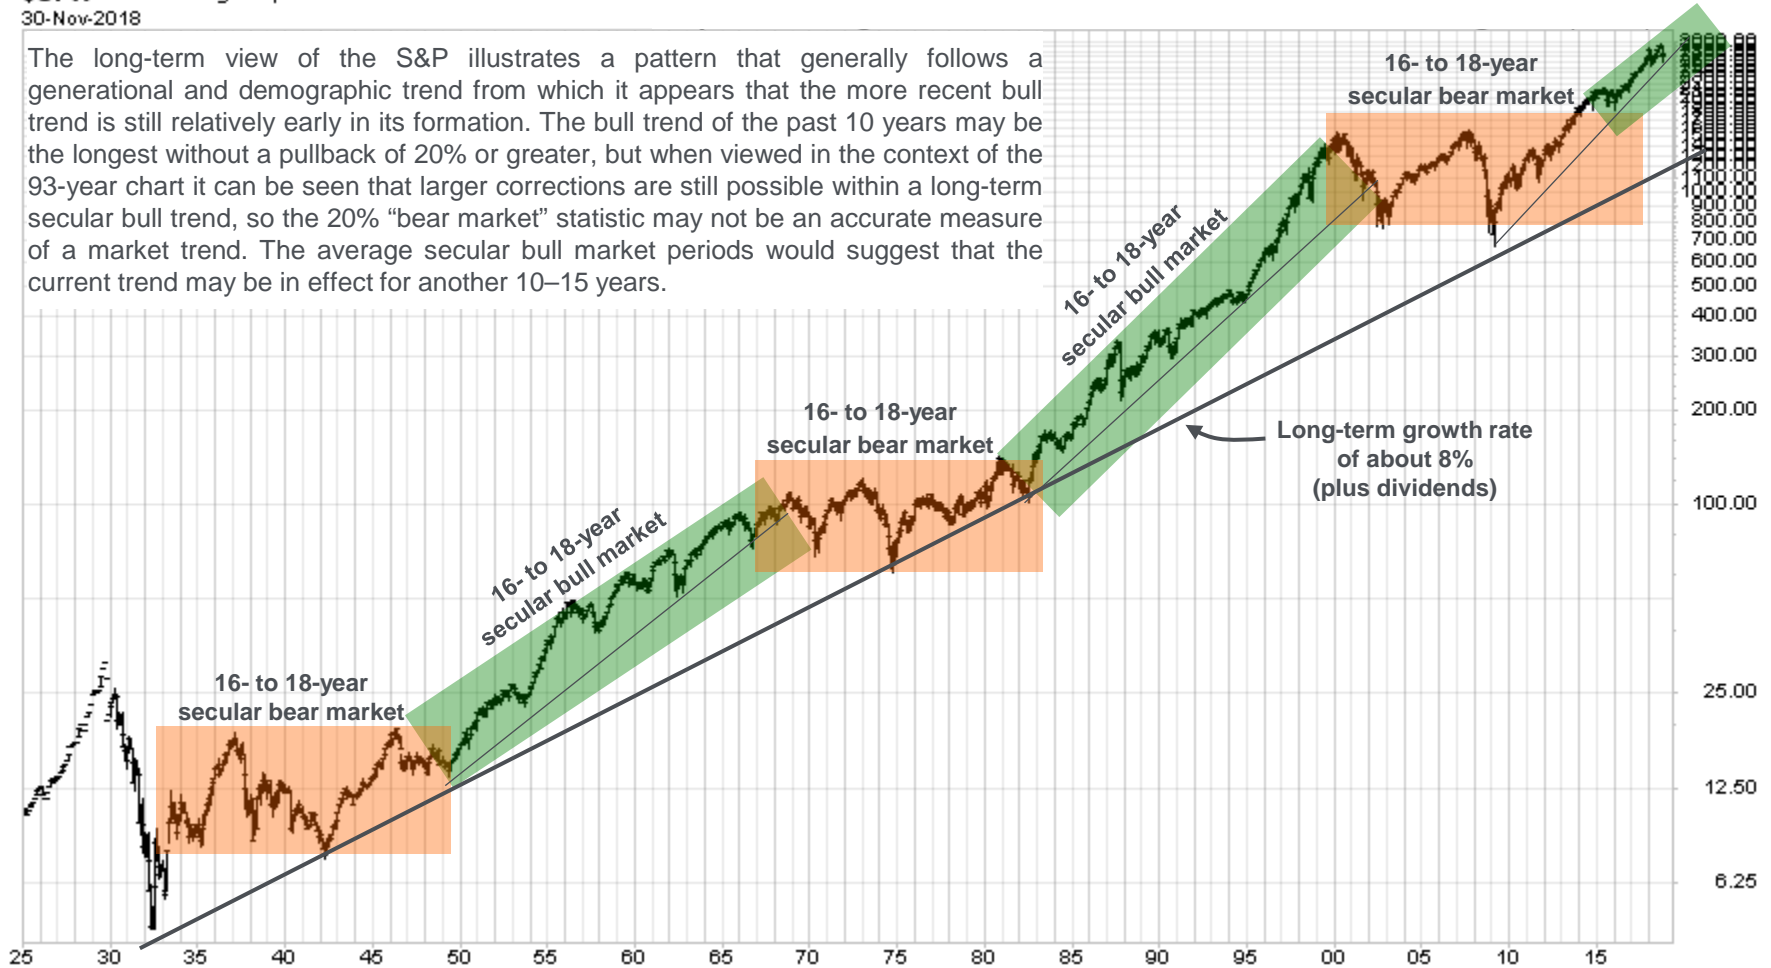 30-Nov-2018
The long-term view of the S&P illustrates a pattern that generally follows a
generational and demographic trend from which it appears that the more recent bull
trend is still relatively early in its formation. The bull trend of the past 10 years may be
the longest without a pullback of 20% or greater, but when viewed in the context of the
93-year chart it can be seen that larger corrections are still possible within a long-term
secular bull trend, so the 20% “bear market” statistic may not be an accurate measure
of a market trend. The average secular bull market periods would suggest that the
current trend may be in effect for another 10–15 years.
16- to 18-year
secular bear market
16- to 18-year
secular bull market
16- to 18-year
secular bear market
16- to 18-year
secular bull market
16- to 18-year
secular bear market
Long-term growth rate
of about 8%
(plus dividends)
1000.00
900.00
800.00
700.00
600.00
500.00
400.00
300.00
200.00
100.00
25.00
12.50
6.25
25 30 35 40 45 50 55 60 65 70 75 80 85 90 95 00 05 10 15